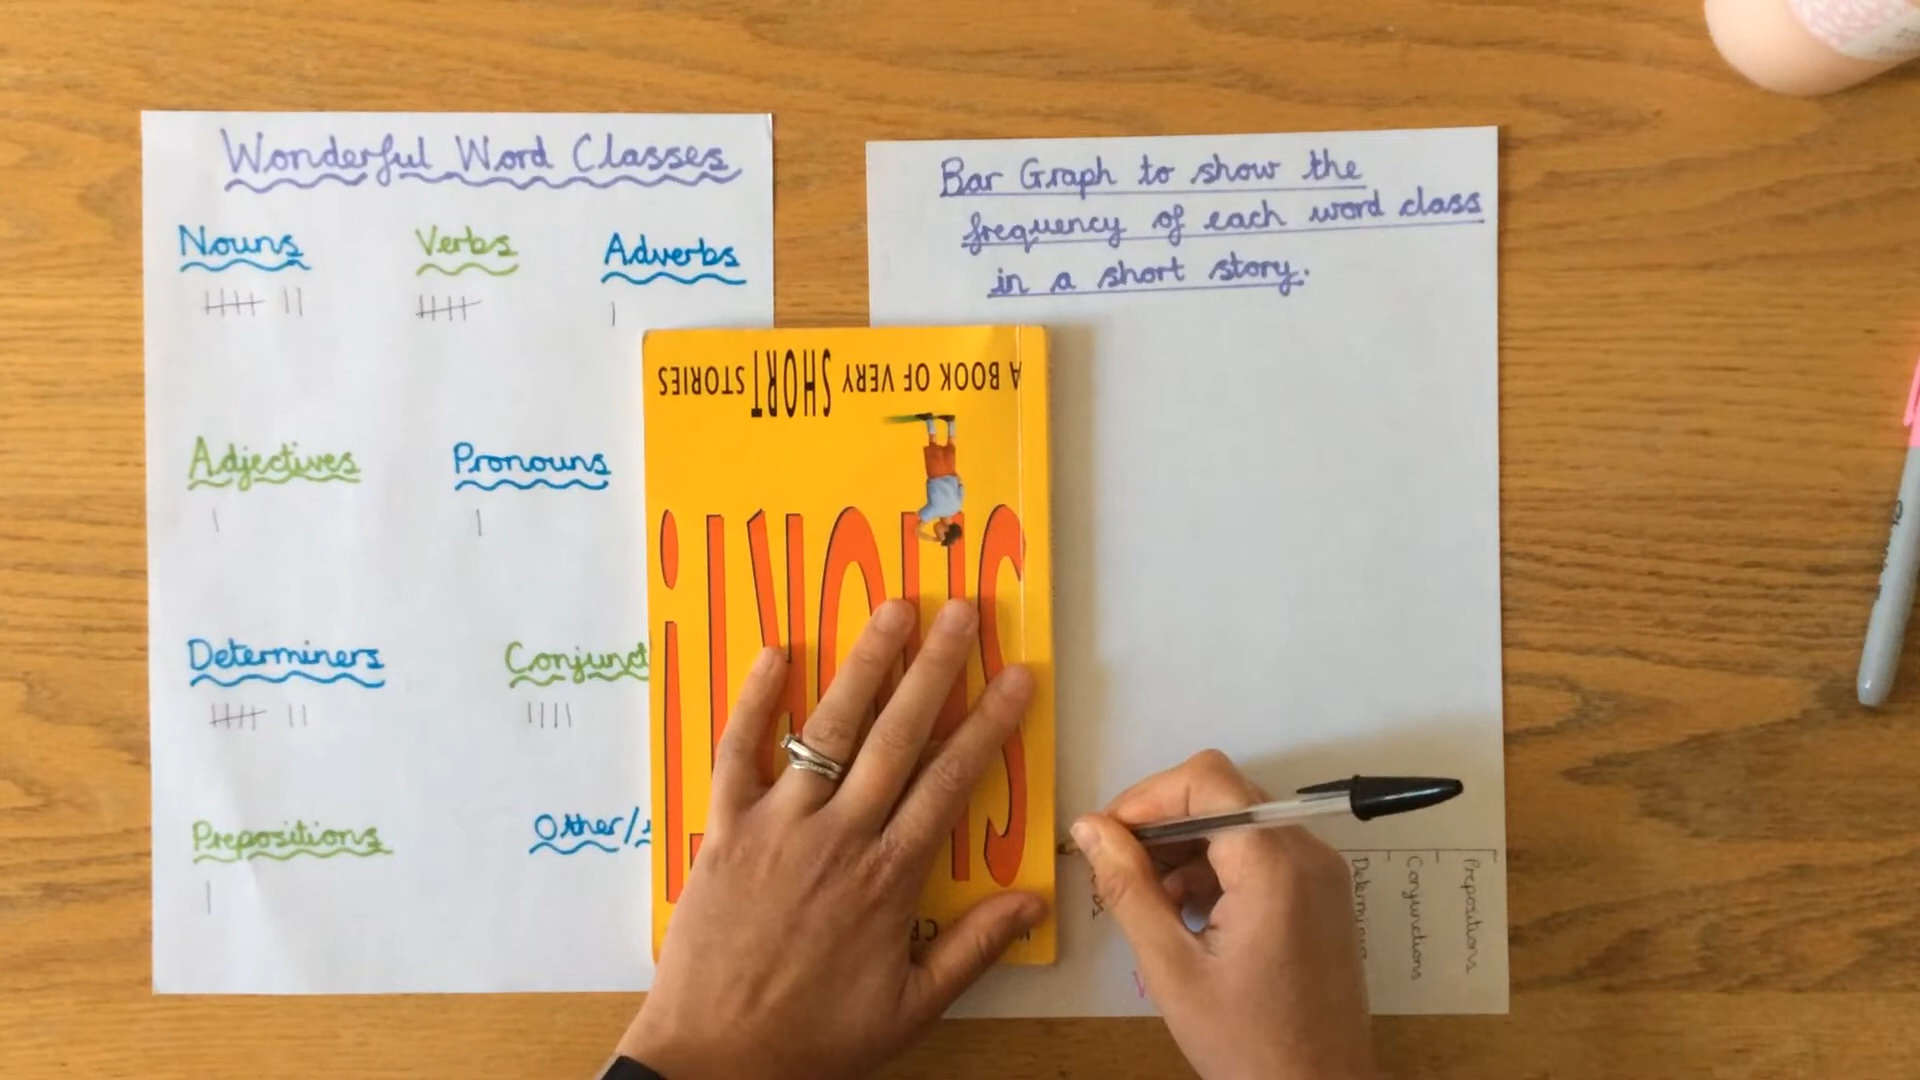 Wonderful Word Classes
Nouns
Verbs
Adverbs
Adjectives
Pronouns
Determiners
Conjunct
Prepositions
Other/
Bar Graph to show the
frequency of each word class
in a short story.
A BOOK OF VERY SHORT STORIES
SHORT!
Conjunctions
Prepositions